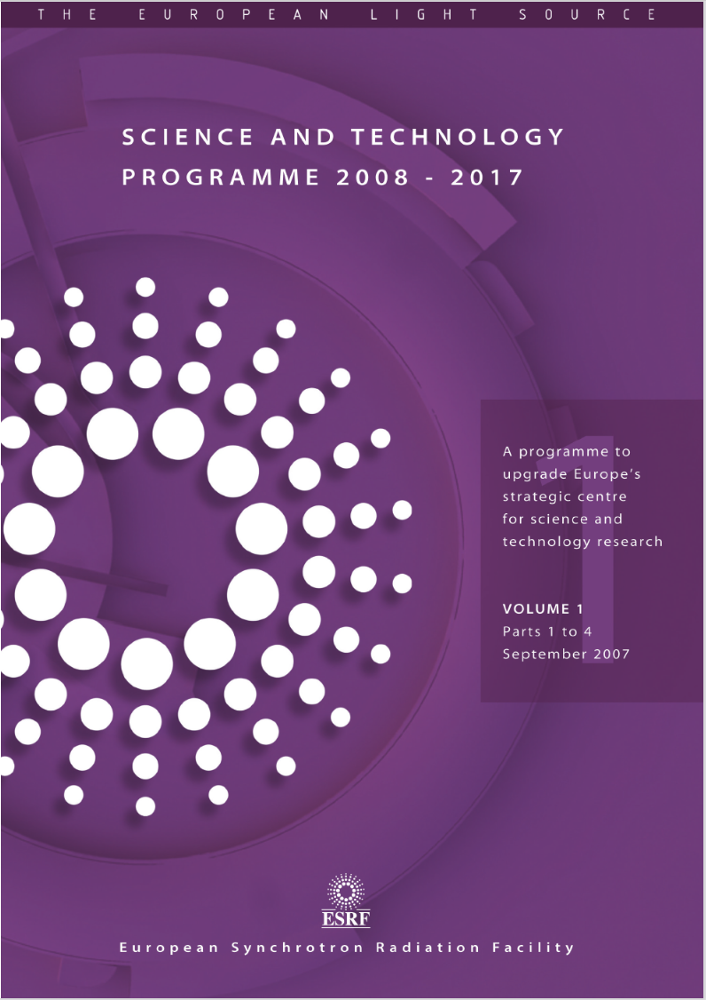 THE EUROPEAN LIGHT SOURCE
SCIENCE AND TECHNOLOGY
PROGRAMME 2008 - 2017
1
A programme to
upgrade Europe's
strategic centre
for science and
technology research
VOLUME 1
Parts 1 to 4
September 2007
ESRF
European Synchrotron Radiation Facility